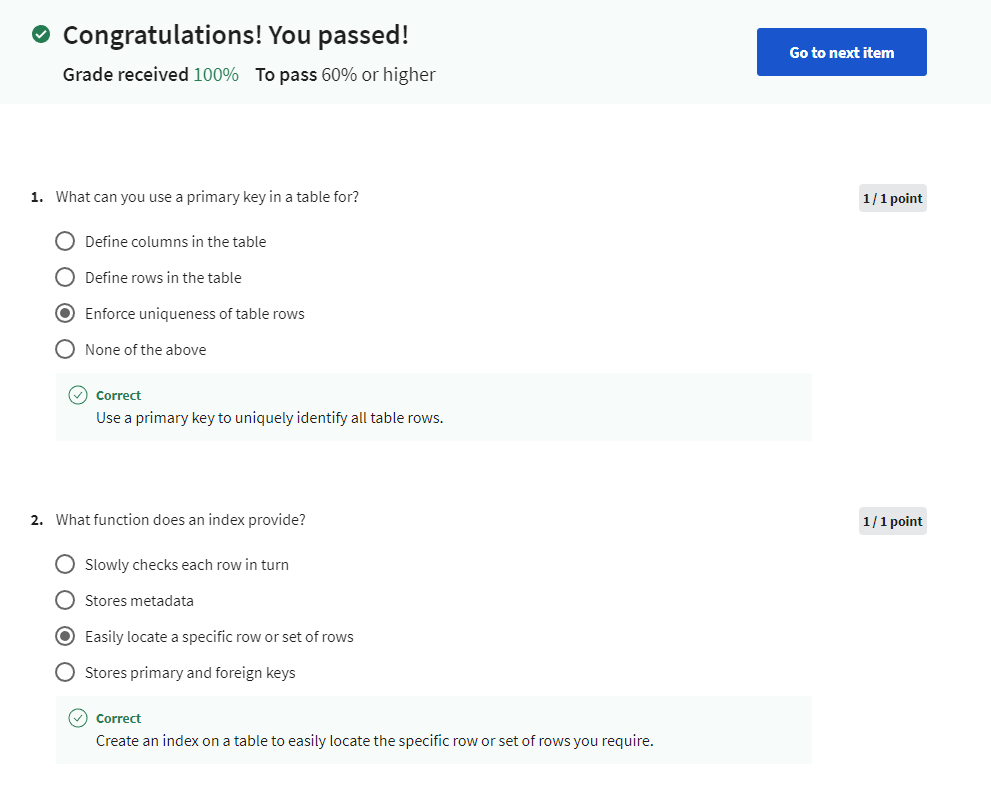 Congratulations! You passed!
Grade received 100% To pass 60% or higher
Go to next item
1. What can you use a primary key in a table for?
1 / 1 point
Define columns in the table
Define rows in the table
Enforce uniqueness of table rows
None of the above
Correct
Use a primary key to uniquely identify all table rows.
2. What function does an index provide?
1 / 1 point
Slowly checks each row in turn
Stores metadata
Easily locate a specific row or set of rows
Stores primary and foreign keys
Correct
Create an index on a table to easily locate the specific row or set of rows you require.